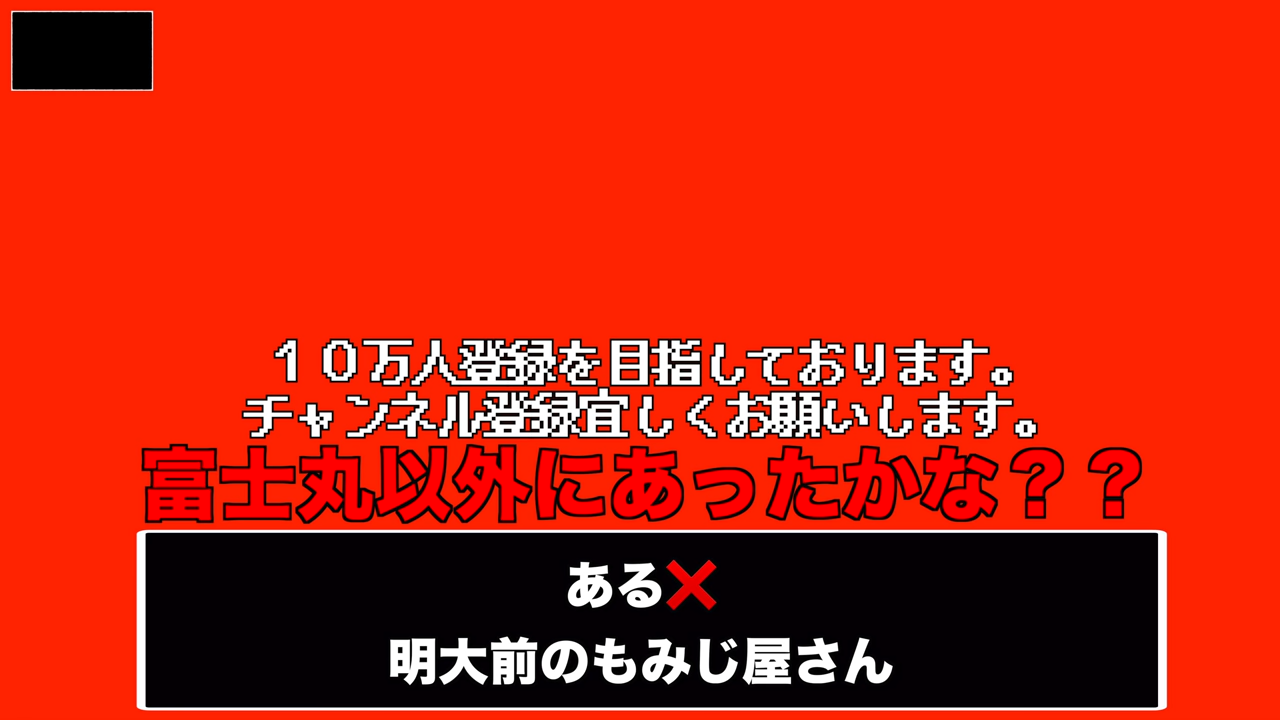 １０万人登録を目指しております。
チャンネル登録宜しくお願いします。
富士丸以外にあったかな？？
ある❌
明大前のもみじ屋さん